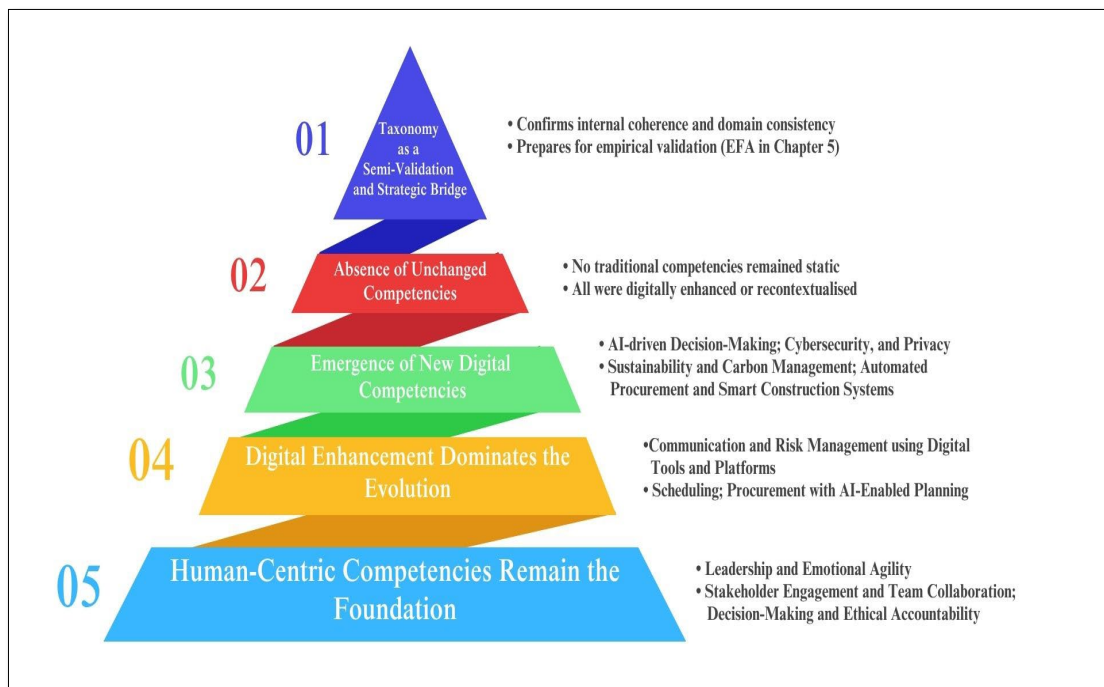 01
Taxonomy
as a
Semi-Validation
and Strategic Bridge
• Confirms internal coherence and domain consistency
• Prepares for empirical validation (EFA in Chapter 5)
02
Absence of Unchanged
Competencies
• No traditional competencies remained static
• All were digitally enhanced or recontextualised
03
Emergence of New Digital
Competencies
• AI-driven Decision-Making; Cybersecurity, and Privacy
• Sustainability and Carbon Management; Automated
Procurement and Smart Construction Systems
04
Digital Enhancement Dominates the
Evolution
•Communication and Risk Management using Digital
Tools and Platforms
• Scheduling; Procurement with AI-Enabled Planning
05
Human-Centric Competencies Remain the
Foundation
• Leadership and Emotional Agility
• Stakeholder Engagement and Team Collaboration;
Decision-Making and Ethical Accountability